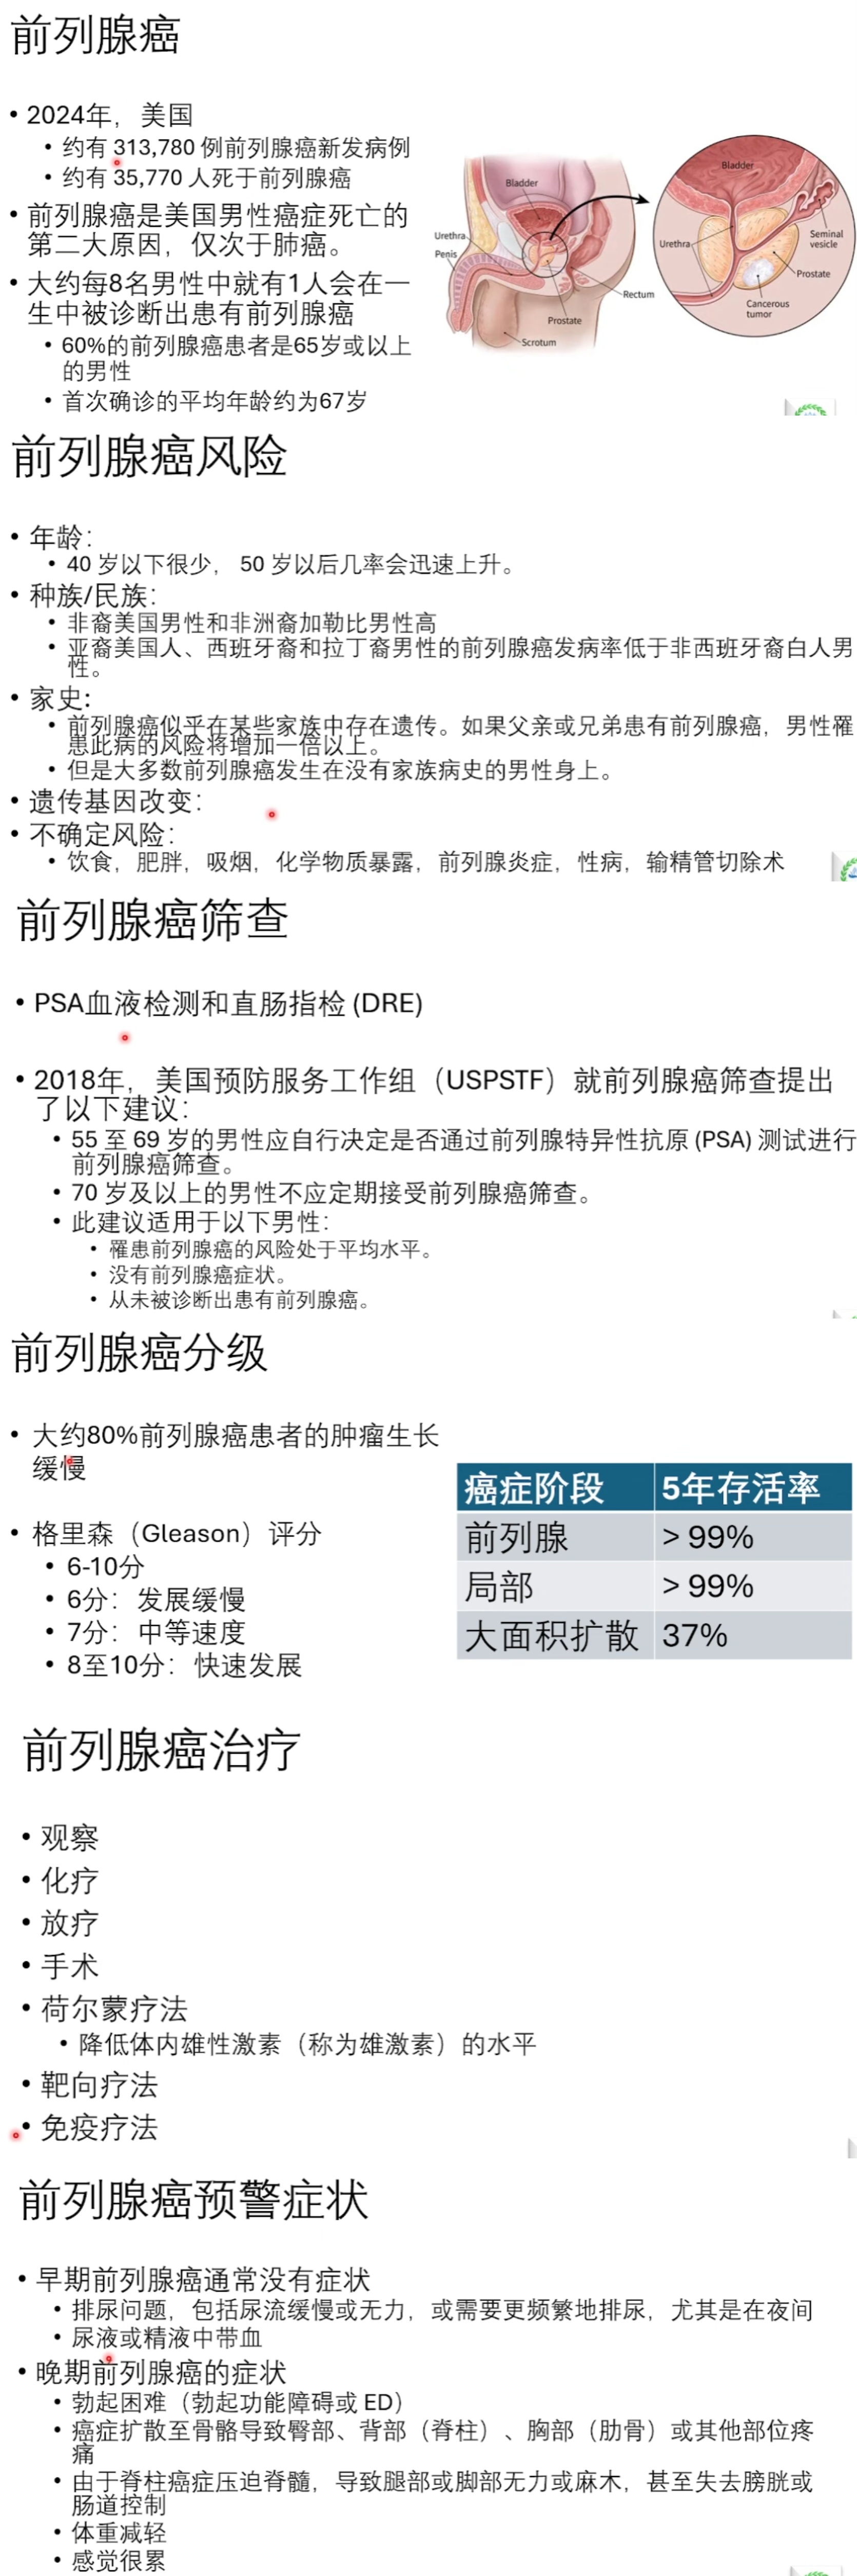 前列腺癌
• 2024年，美国
• 约有 313,780 例前列腺癌新发病例
• 约有 35,770 人死于前列腺癌
• 前列腺癌是美国男性癌症死亡的
第二大原因，仅次于肺癌。
• 大约每8名男性中就有1人会在一
生中被诊断出患有前列腺癌
• 60%的前列腺癌患者是65岁或以上
的男性
• 首次确诊的平均年龄约为67岁
Bladder
Urethra
Penis
Rectum
Prostate
Scrotum
Bladder
Urethra
Seminal
vesicle
Prostate
Cancerous
tumor
前列腺癌风险
• 年龄：
• 40 岁以下很少， 50 岁以后几率会迅速上升。
• 种族/民族：
• 非裔美国男性和非洲裔加勒比男性高
• 亚裔美国人、西班牙裔和拉丁裔男性的前列腺癌发病率低于非西班牙裔白人男
性。
• 家史:
• 前列腺癌似乎在某些家族中存在遗传。如果父亲或兄弟患有前列腺癌，男性罹
患此病的风险将增加一倍以上。
• 但是大多数前列腺癌发生在没有家族病史的男性身上。
• 遗传基因改变：
• 不确定风险：
• 饮食，肥胖，吸烟，化学物质暴露，前列腺炎症，性病，输精管切除术
前列腺癌筛查
• PSA血液检测和直肠指检 (DRE)
• 2018年，美国预防服务工作组（USPSTF）就前列腺癌筛查提出
了以下建议：
• 55 至 69 岁的男性应自行决定是否通过前列腺特异性抗原 (PSA) 测试进行
前列腺癌筛查。
• 70 岁及以上的男性不应定期接受前列腺癌筛查。
• 此建议适用于以下男性：
• 罹患前列腺癌的风险处于平均水平。
• 没有前列腺癌症状。
• 从未被诊断出患有前列腺癌。
前列腺癌分级
• 大约80%前列腺癌患者的肿瘤生长
缓慢
• 格里森（Gleason）评分
• 6-10分
• 6分：发展缓慢
• 7分：中等速度
• 8至10分：快速发展
癌症阶段 5年存活率
前列腺 > 99%
局部 > 99%
大面积扩散 37%
前列腺癌治疗
• 观察
• 化疗
• 放疗
• 手术
• 荷尔蒙疗法
• 降低体内雄性激素（称为雄激素）的水平
• 靶向疗法
• 免疫疗法
前列腺癌预警症状
• 早期前列腺癌通常没有症状
• 排尿问题，包括尿流缓慢或无力，或需要更频繁地排尿，尤其是在夜间
• 尿液或精液中带血
• 晚期前列腺癌的症状
• 勃起困难（勃起功能障碍或 ED）
• 癌症扩散至骨骼导致臀部、背部（脊柱）、胸部（肋骨）或其他部位疼
痛
• 由于脊柱癌症压迫脊髓，导致腿部或脚部无力或麻木，甚至失去膀胱或
肠道控制
• 体重减轻
• 感觉很累